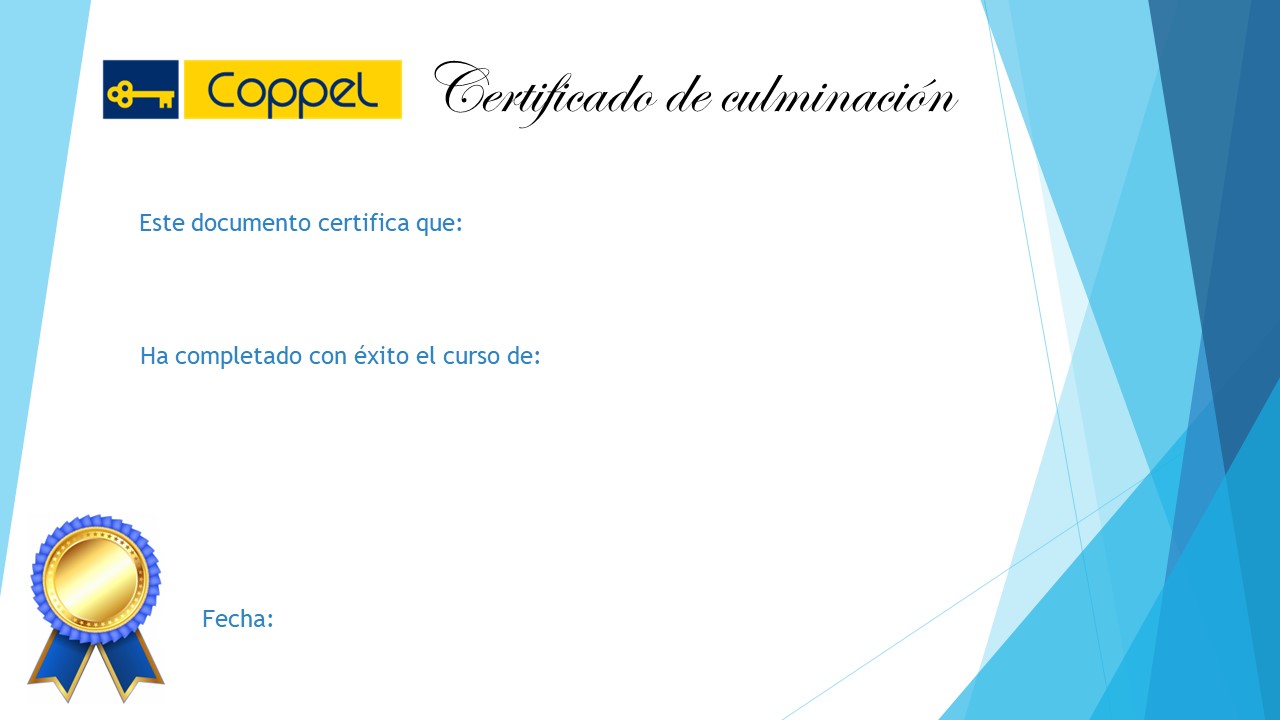 Coppel Certificado de culminación
Este documento certifica que:
Ha completado con éxito el curso de:
Fecha: